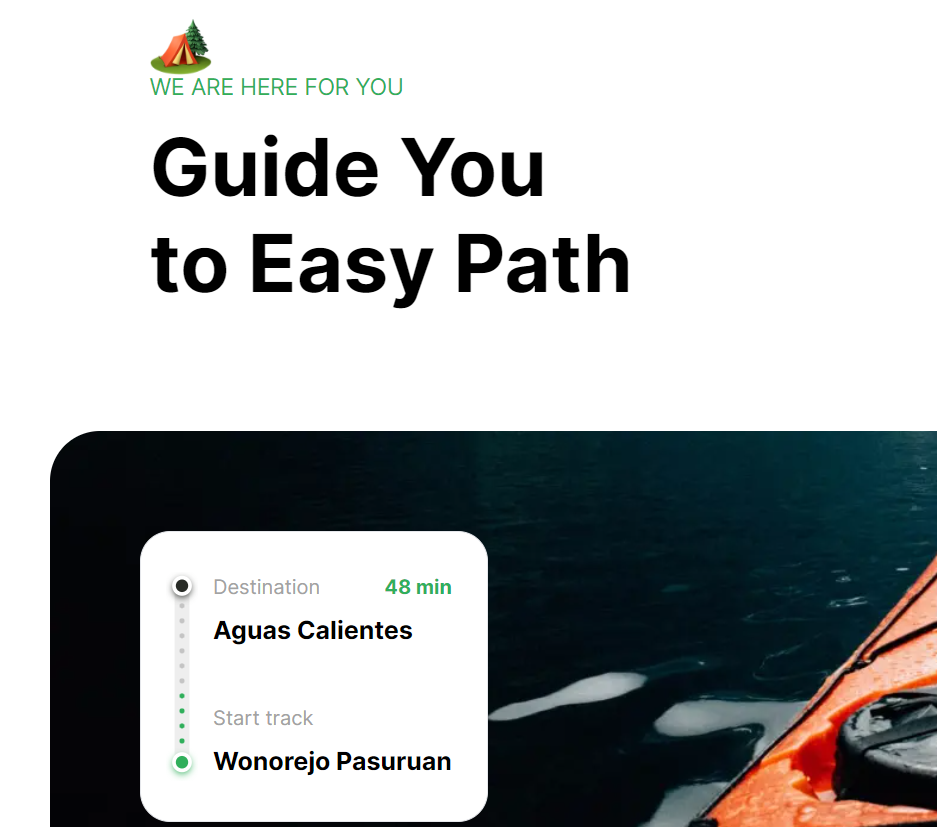 WE ARE HERE FOR YOU
Guide You
to Easy Path
Destination 48 min
Aguas Calientes
Start track
Wonorejo Pasuruan